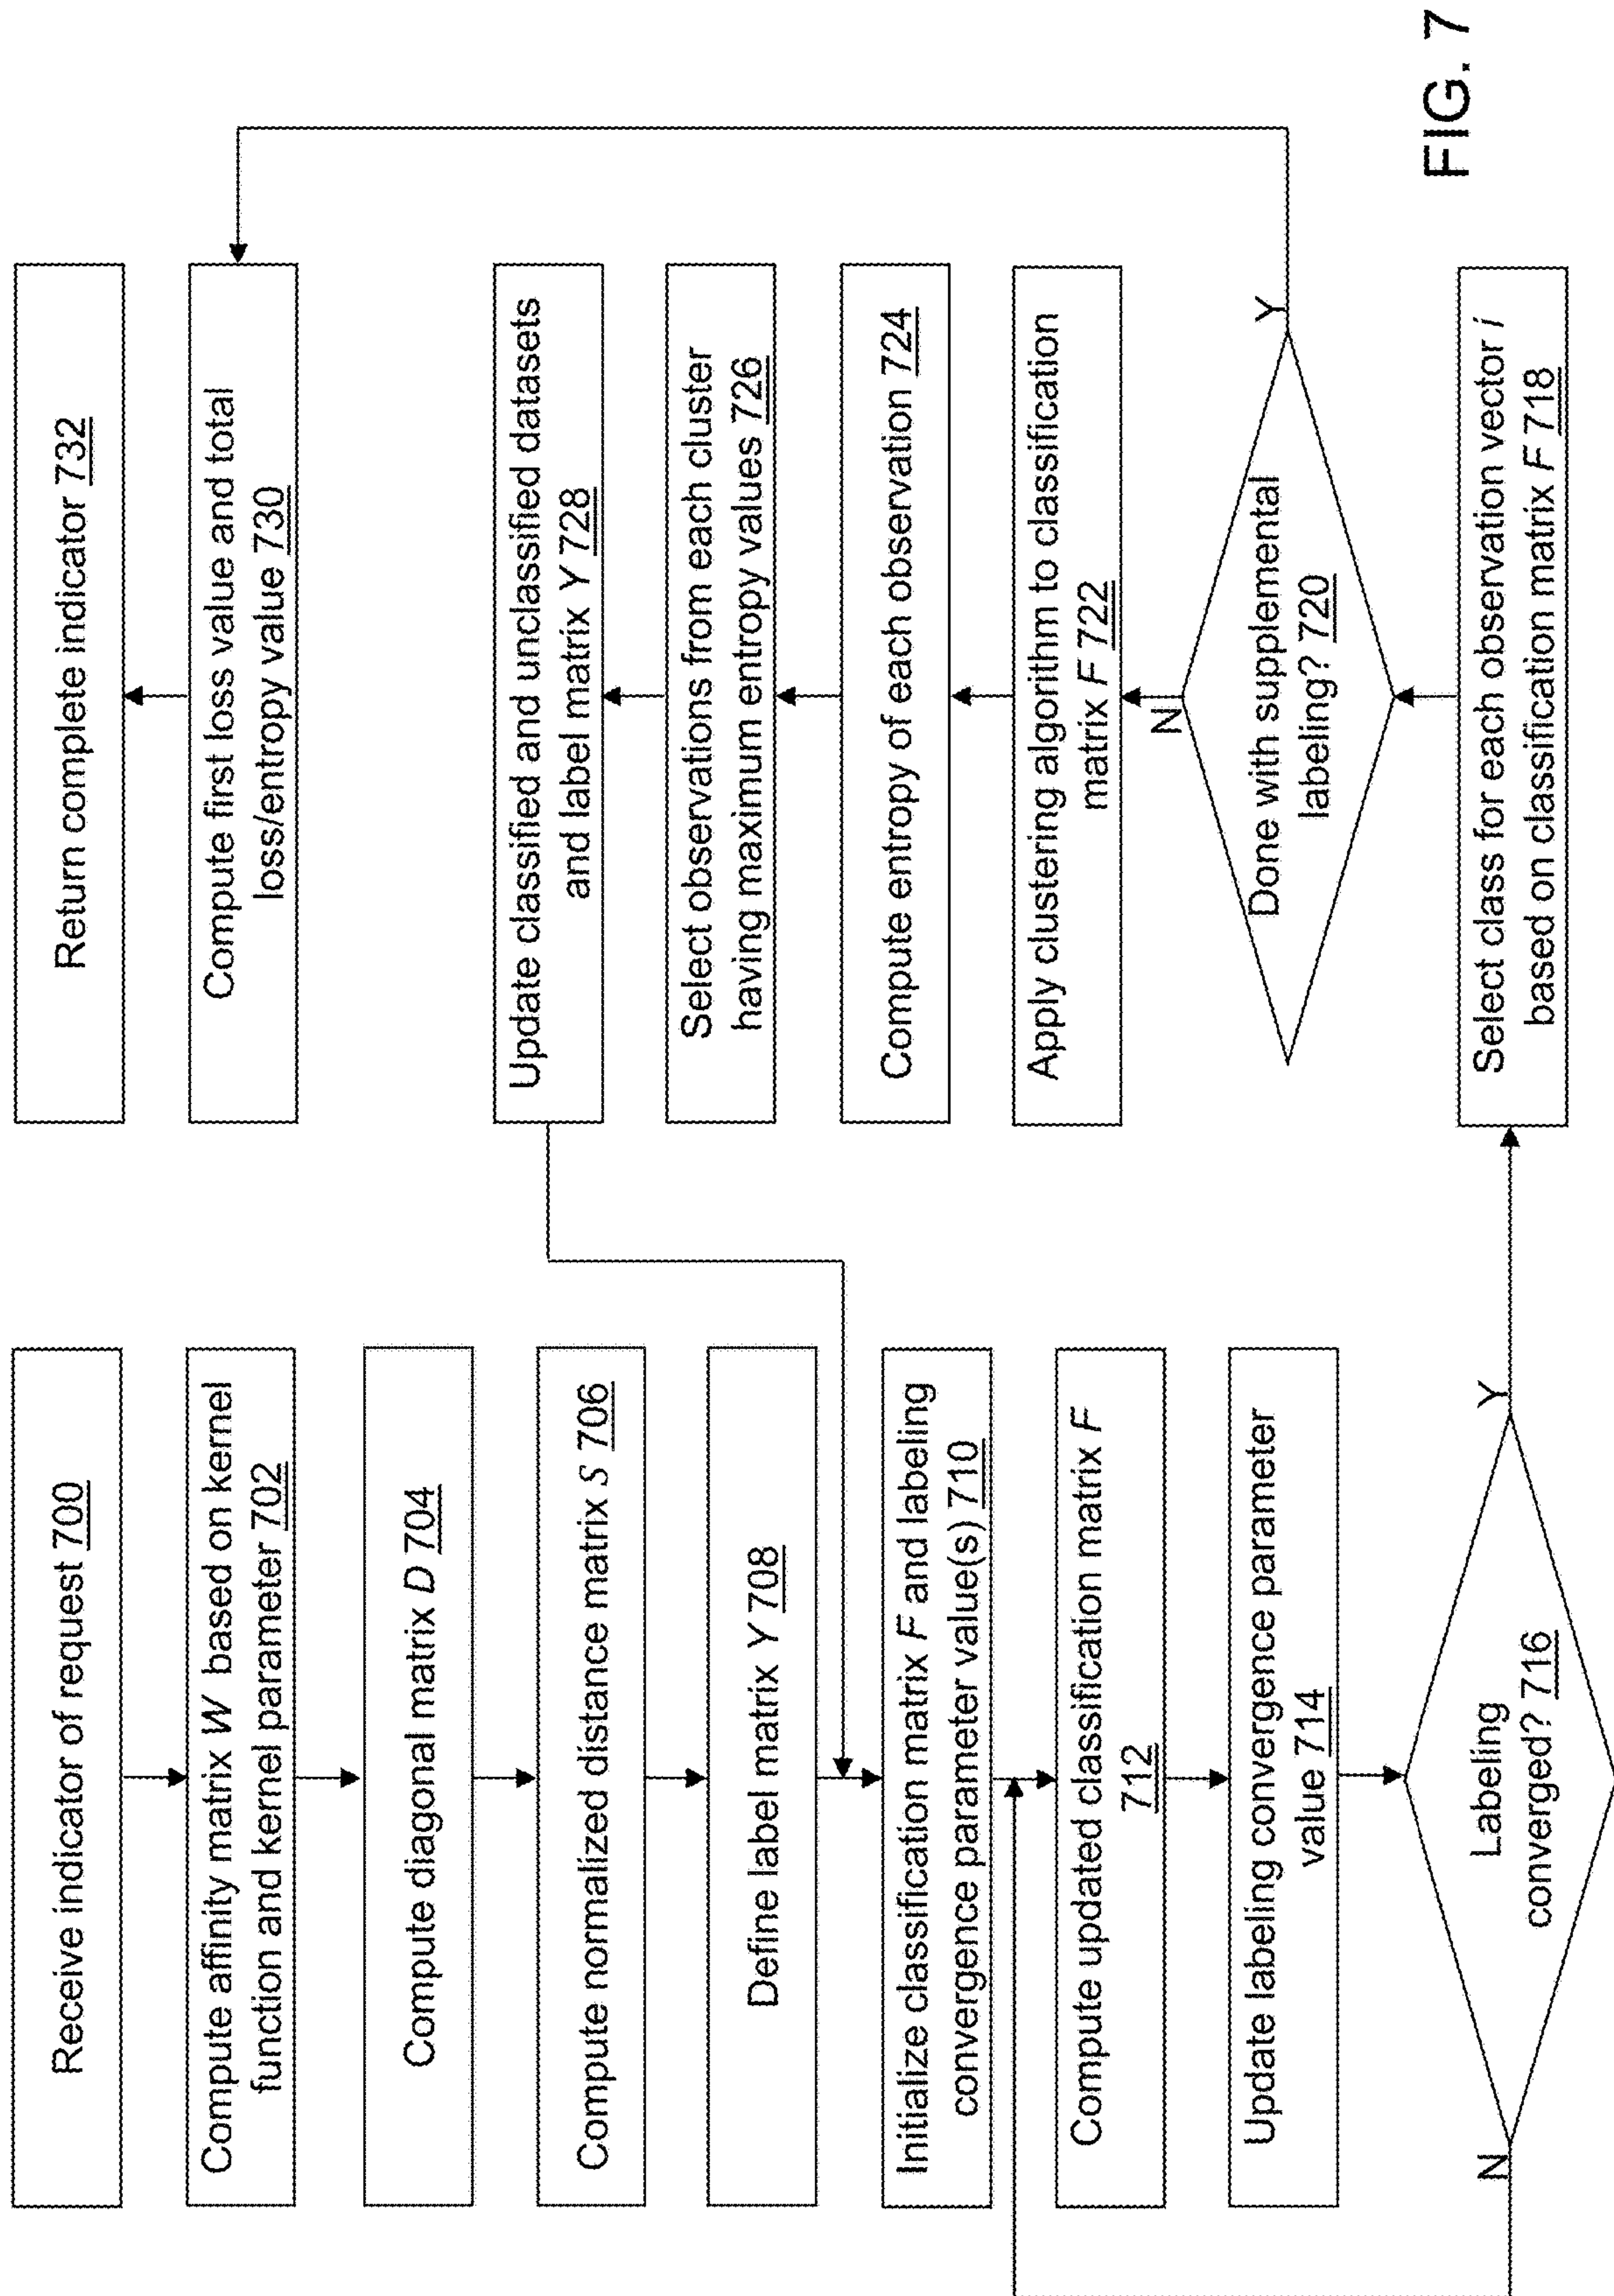 Receive indicator of request 700
Compute affinity matrix W based on kernel
function and kernel parameter 702
Compute diagonal matrix D 704
Compute normalized distance matrix S 706
Define label matrix Y 708
Initialize classification matrix F and labeling
convergence parameter value(s) 710
Compute updated classification matrix F
712
Update labeling convergence parameter
value 714
Labeling
converged? 716
N
Y
Select class for each observation vector i
based on classification matrix F 718
Done with supplemental
labeling? 720
N
Y
Apply clustering algorithm to classification
matrix F 722
Compute entropy of each observation 724
Select observations from each cluster
having maximum entropy values 726
Update classified and unclassified datasets
and label matrix Y 728
Compute first loss value and total
loss/entropy value 730
Return complete indicator 732
FIG. 7